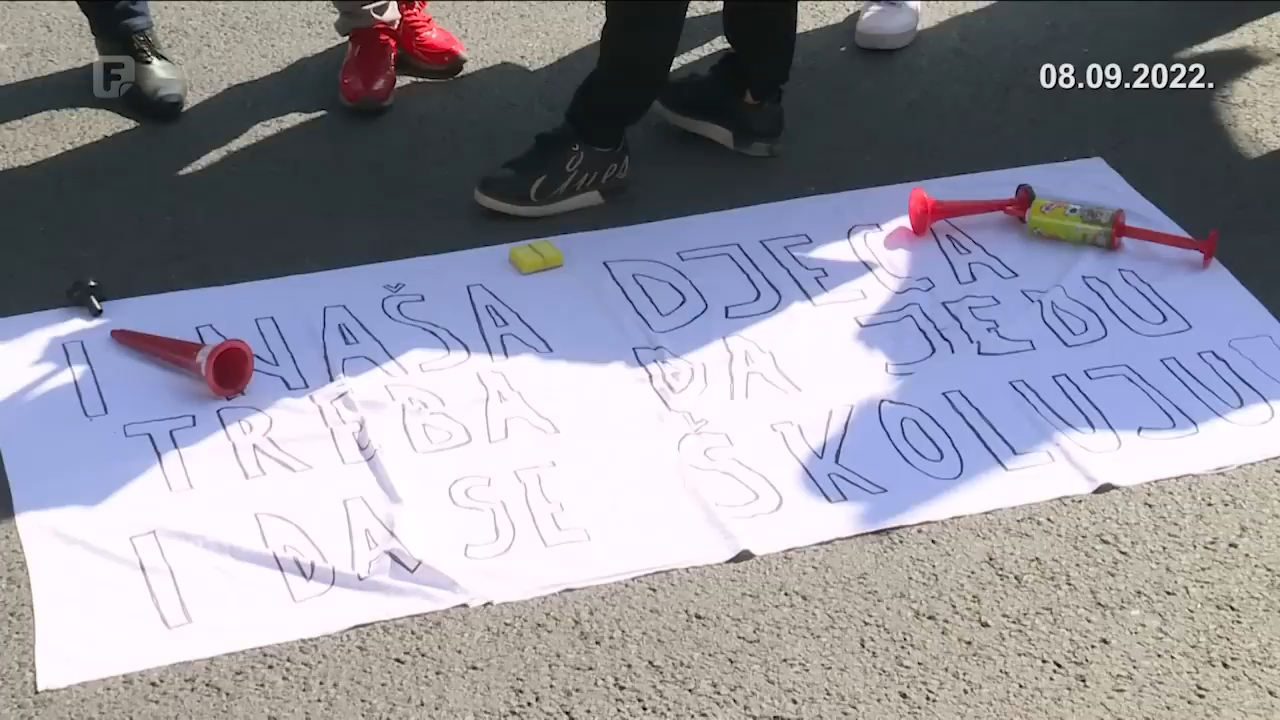 F
08.09.2022.
I NAŠA DJECA
TREBA DA JEDU
I DA SE ŠKOLUJU